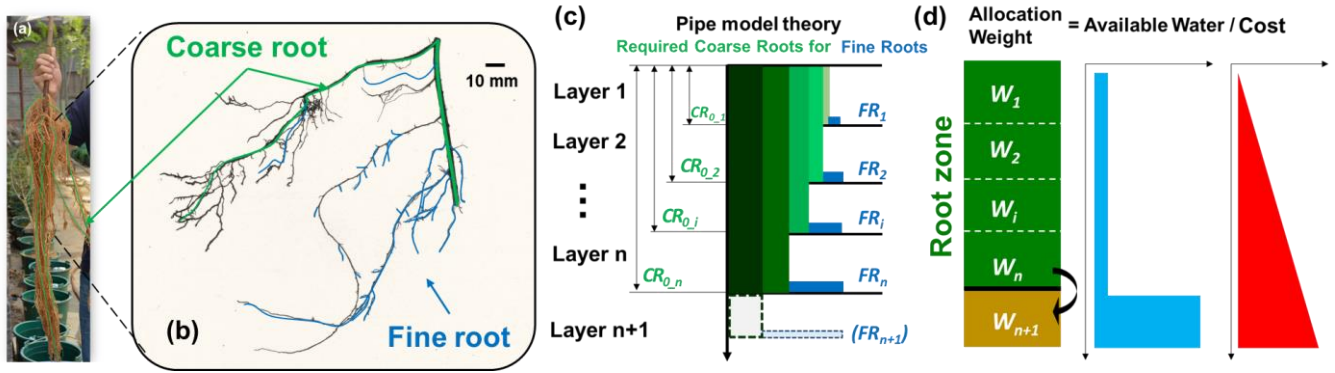 (a)
Coarse root
10 mm
(b)
Fine root
(c)
Pipe model theory
Required Coarse Roots for Fine Roots
Layer 1
Layer 2
Layer n
Layer n+1
CR0_1
CR0_2
CR0_i
CR0_n
FR1
FR2
FRi
FRn
(FRn+1)
(d)
Allocation
Weight = Available Water / Cost
Root zone
W1
W2
Wi
Wn
Wn+1